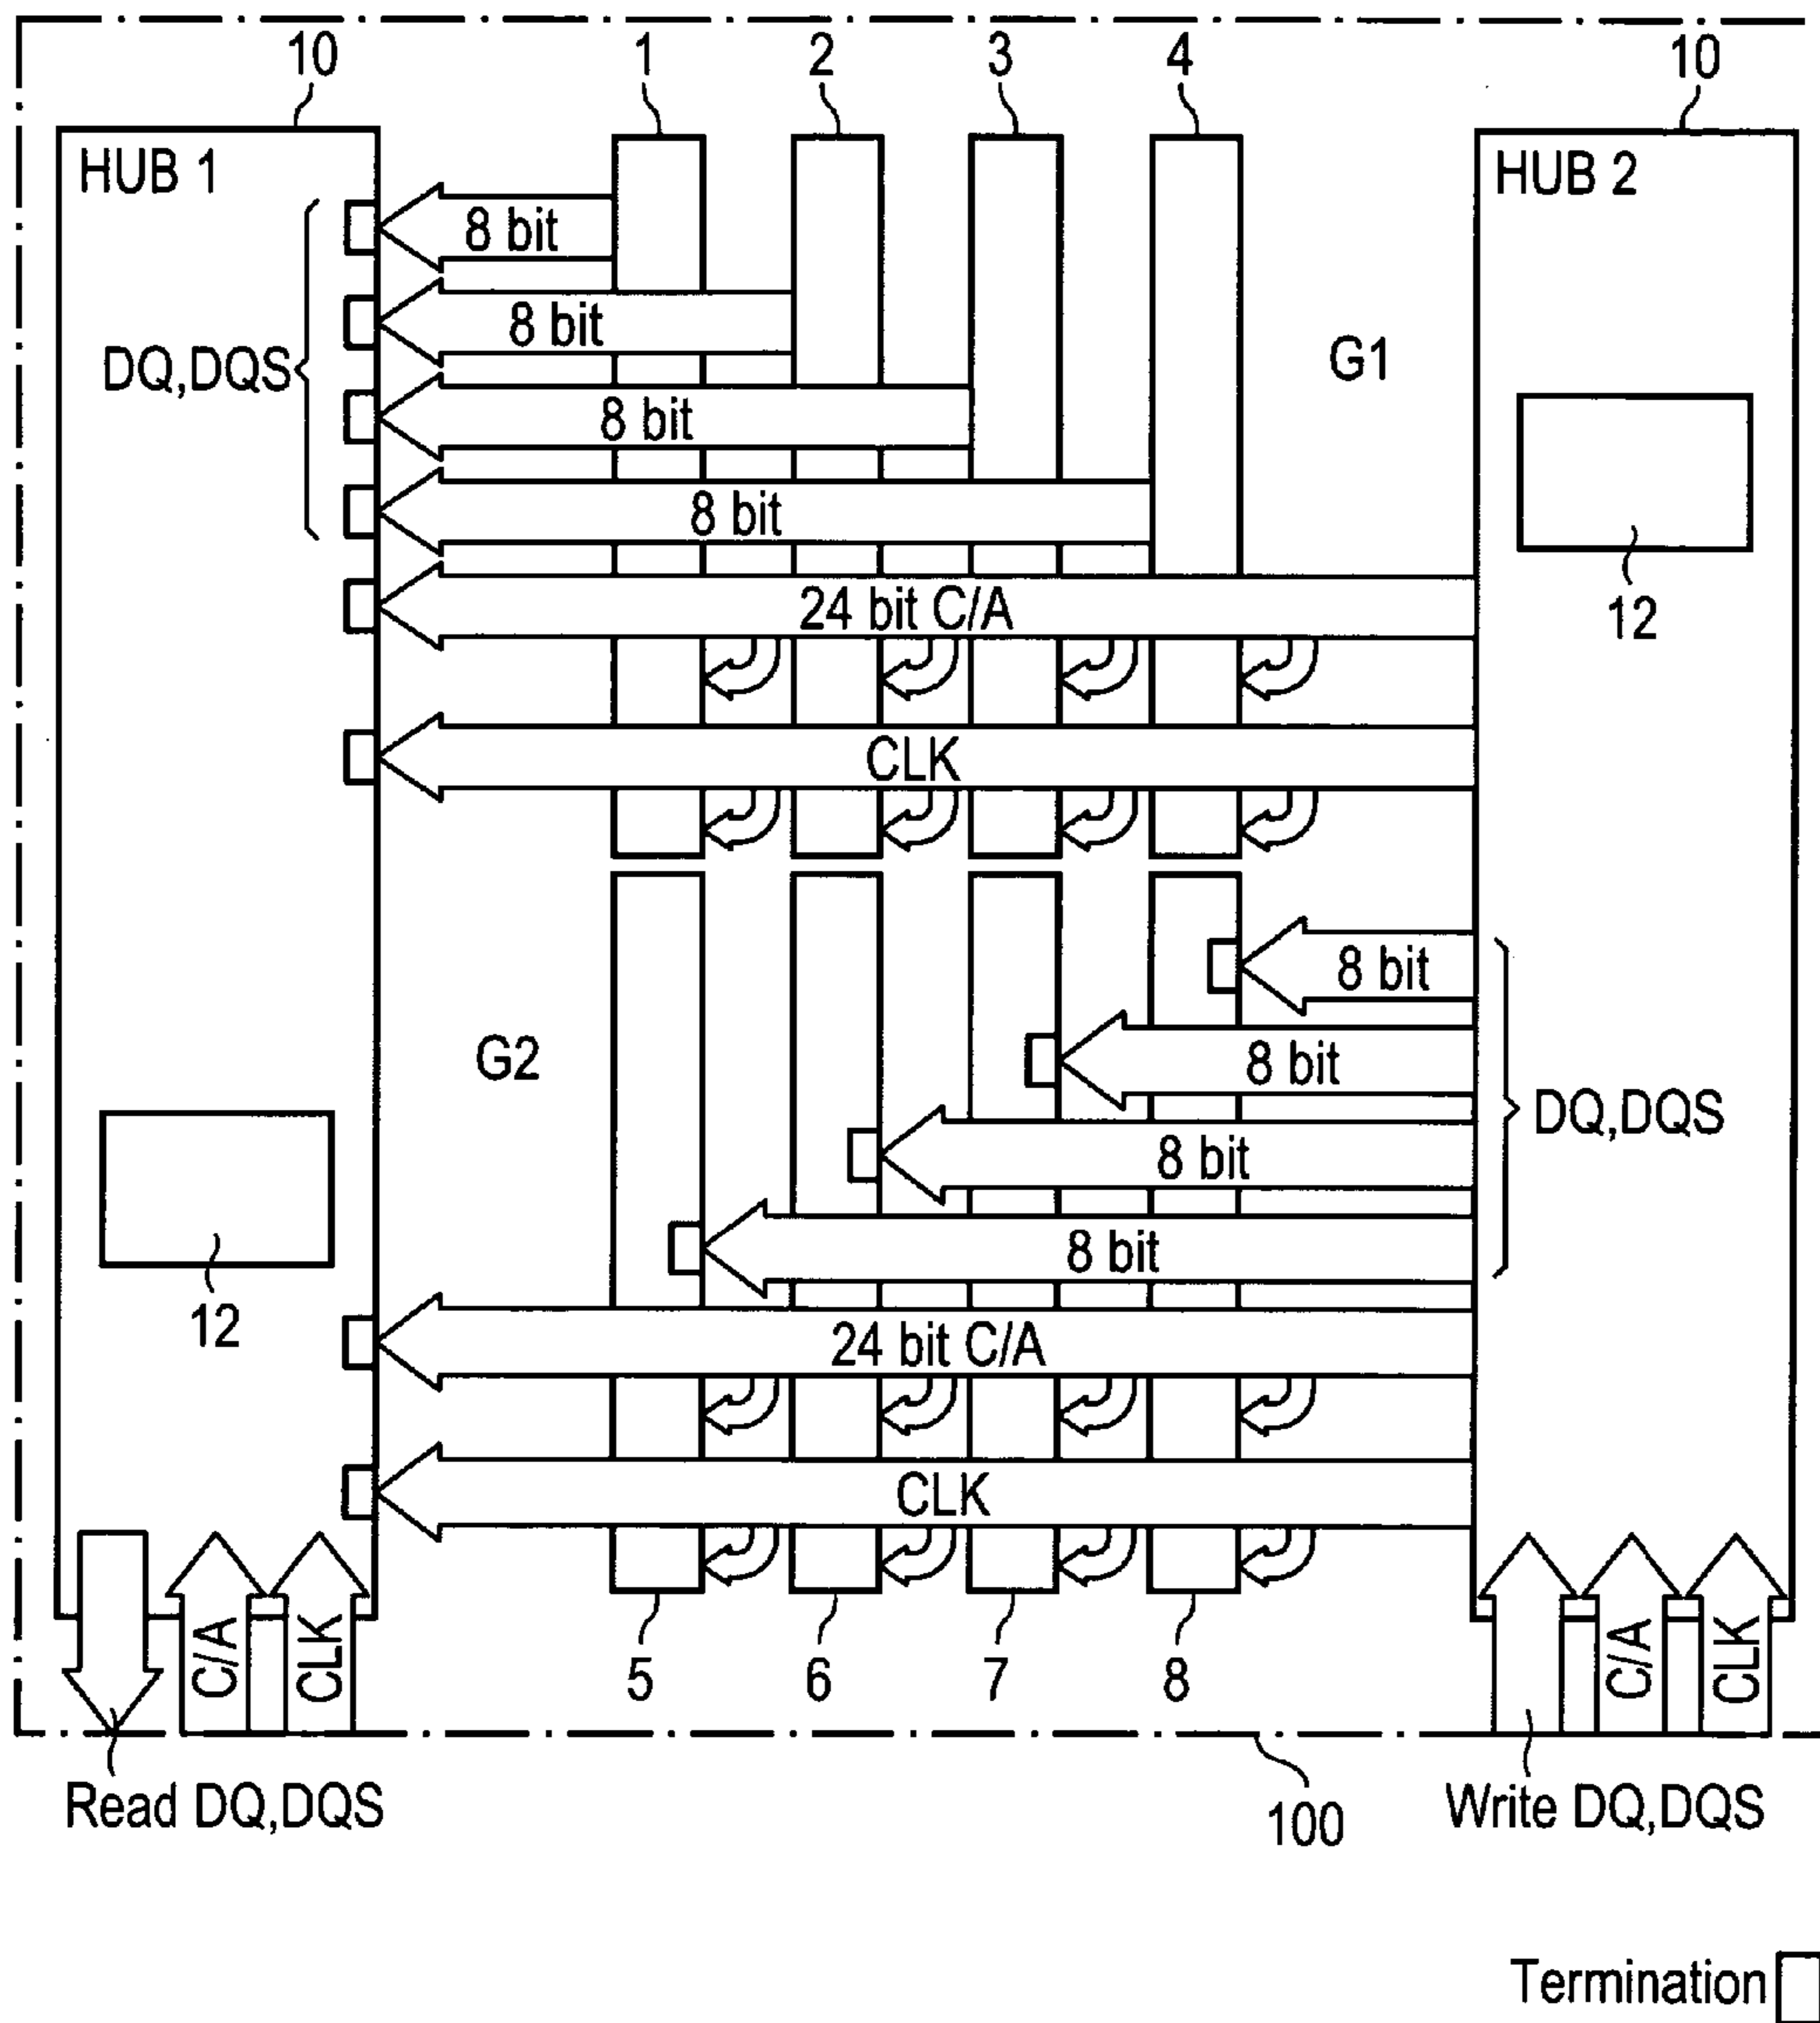 10
1
2
3
4
10
HUB 1
HUB 2
8 bit
8 bit
DQ,DQS
G1
8 bit
8 bit
24 bit C/A
12
CLK
8 bit
G2
8 bit
DQ,DQS
8 bit
8 bit
12
24 bit C/A
CLK
C/A
CLK
5
6
7
8
C/A
CLK
Read DQ,DQS
100
Write DQ,DQS
Termination